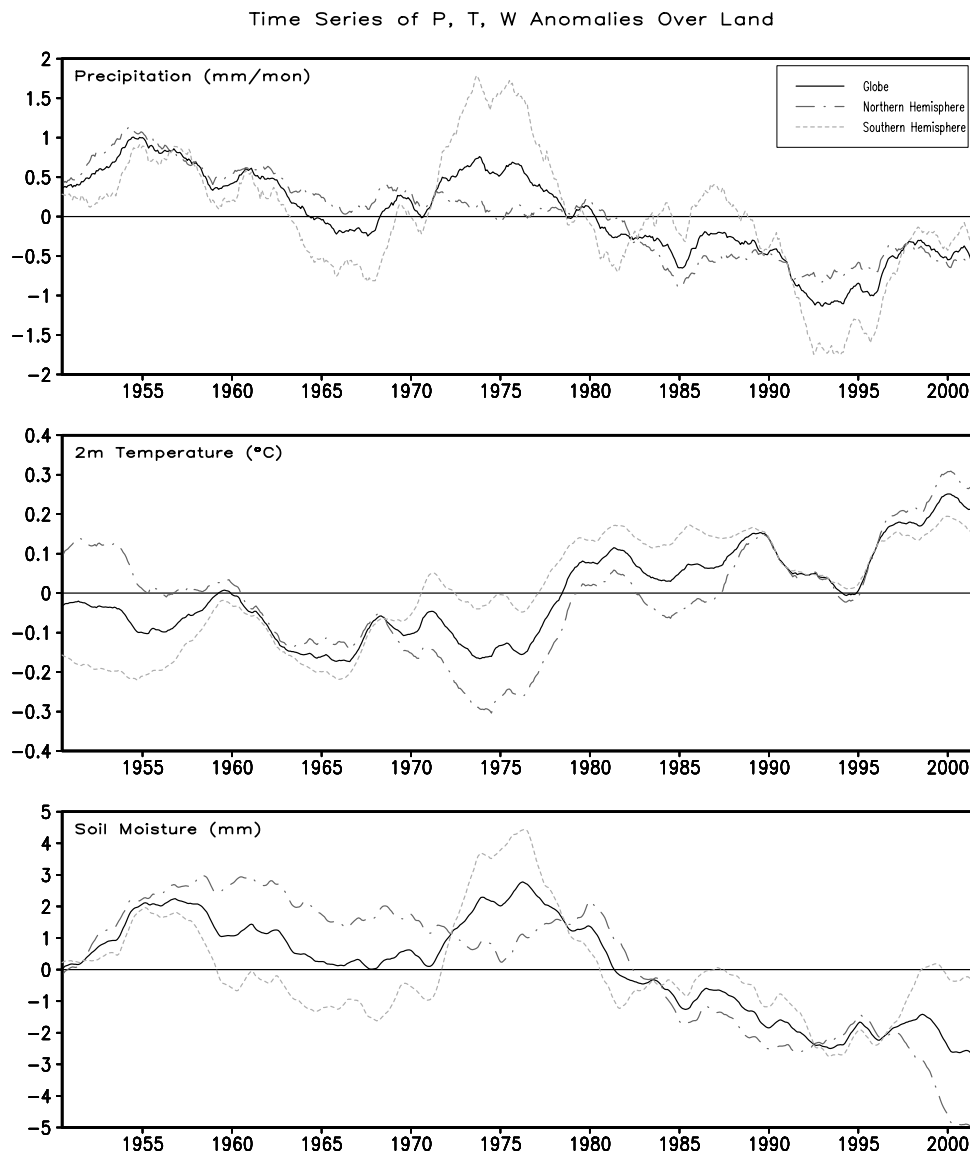 Time Series of P, T, W Anomalies Over Land
Precipitation (mm/mon)
Globe
Northern Hemisphere
Southern Hemisphere
2
1.5
1
0.5
0
−0.5
−1
−1.5
−2
1955 1960 1965 1970 1975 1980 1985 1990 1995 2000
2m Temperature (°C)
0.4
0.3
0.2
0.1
0
−0.1
−0.2
−0.3
−0.4
1955 1960 1965 1970 1975 1980 1985 1990 1995 2000
Soil Moisture (mm)
5
4
3
2
1
0
−1
−2
−3
−4
−5
1955 1960 1965 1970 1975 1980 1985 1990 1995 2000